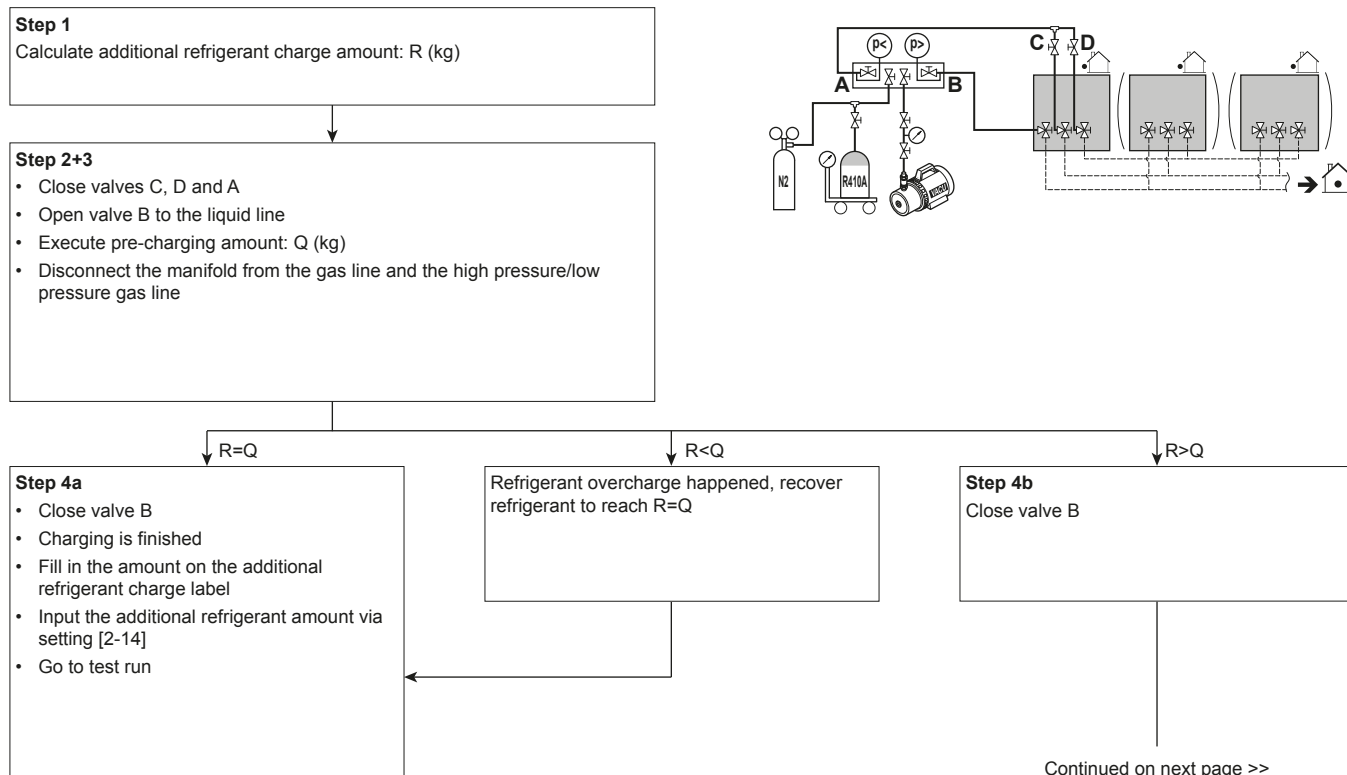 Step 1
Calculate additional refrigerant charge amount: R (kg)
p<
p>
C
D
A
B
N2
R410A
Step 2+3
• Close valves C, D and A
• Open valve B to the liquid line
• Execute pre-charging amount: Q (kg)
• Disconnect the manifold from the gas line and the high pressure/low
pressure gas line
R=Q
R<Q
R>Q
Step 4a
• Close valve B
• Charging is finished
• Fill in the amount on the additional
refrigerant charge label
• Input the additional refrigerant amount via
setting [2-14]
• Go to test run
Refrigerant overcharge happened, recover
refrigerant to reach R=Q
Step 4b
Close valve B
Continued on next page >>